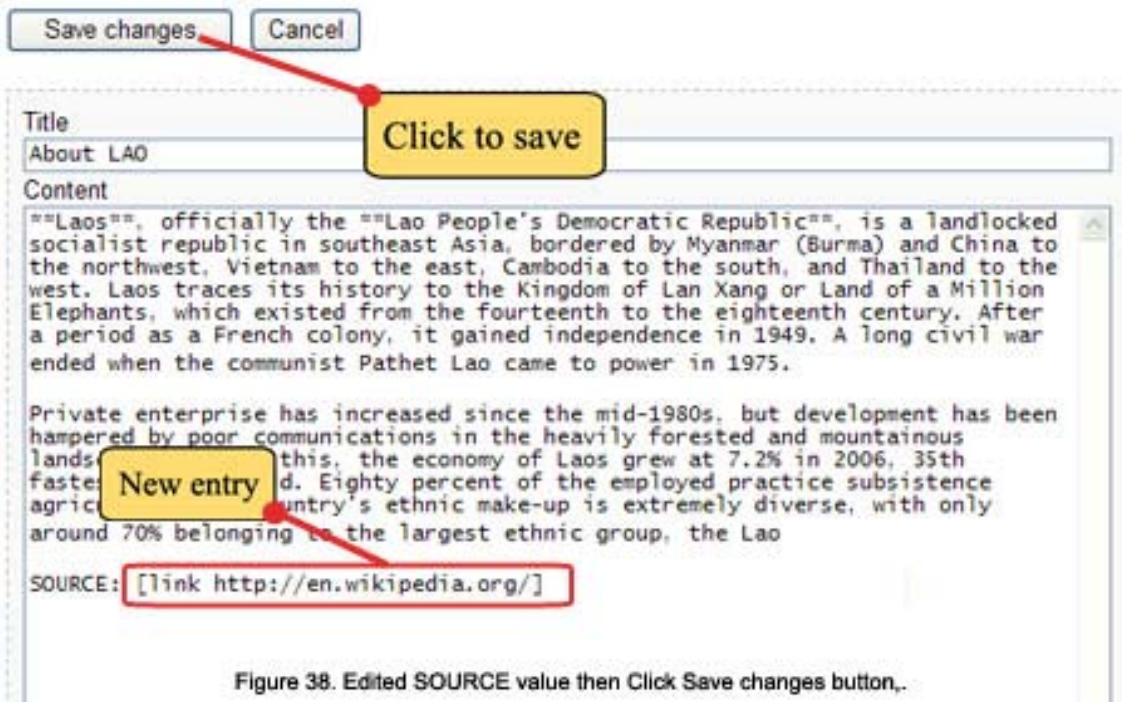 Save changes Cancel
Click to save
Title
About LAO
Content
**Laos**, officially the **Lao People's Democratic Republic**, is a landlocked
socialist republic in southeast Asia, bordered by Myanmar (Burma) and China to
the northwest, Vietnam to the east, Cambodia to the south, and Thailand to the
west. Laos traces its history to the Kingdom of Lan Xang or Land of a Million
Elephants, which existed from the fourteenth to the eighteenth century. After
a period as a French colony, it gained independence in 1949. A long civil war
ended when the communist Pathet Lao came to power in 1975.
Private enterprise has increased since the mid-1980s, but development has been
hampered by poor communications in the heavily forested and mountainous
this, the economy of Laos grew at 7.2% in 2006, 35th
New entry
d. Eighty percent of the employed practice subsistence
ethnic make-up is extremely diverse, with only
around 70% belonging to the largest ethnic group, the Lao
SOURCE: [link http://en.wikipedia.org/]
Figure 38. Edited SOURCE value then Click Save changes button,.